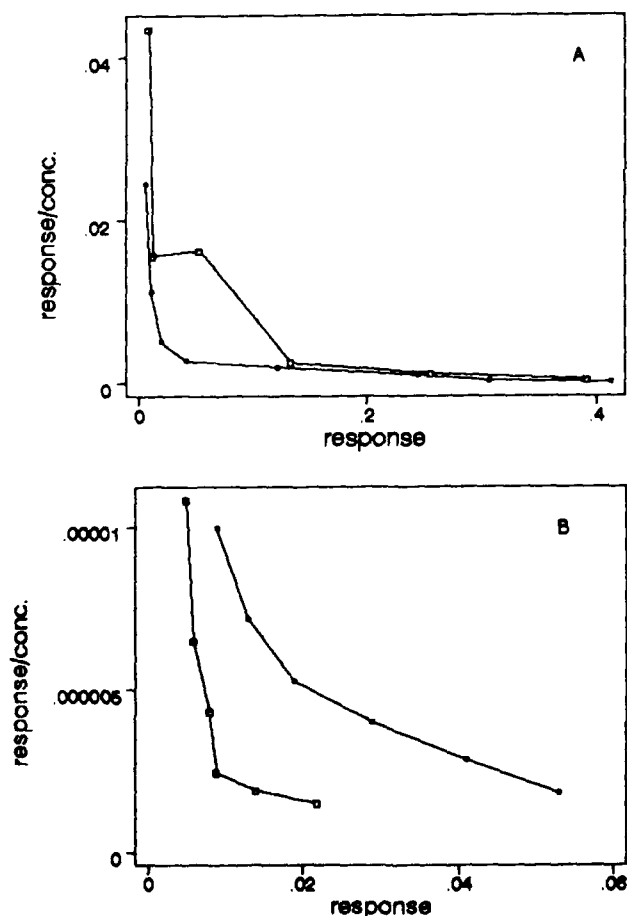 A
response/conc.
.04
.02
0
0
.2
.4
response
B
response/conc.
.00001
.000005
0
0
.02
.04
.06
response